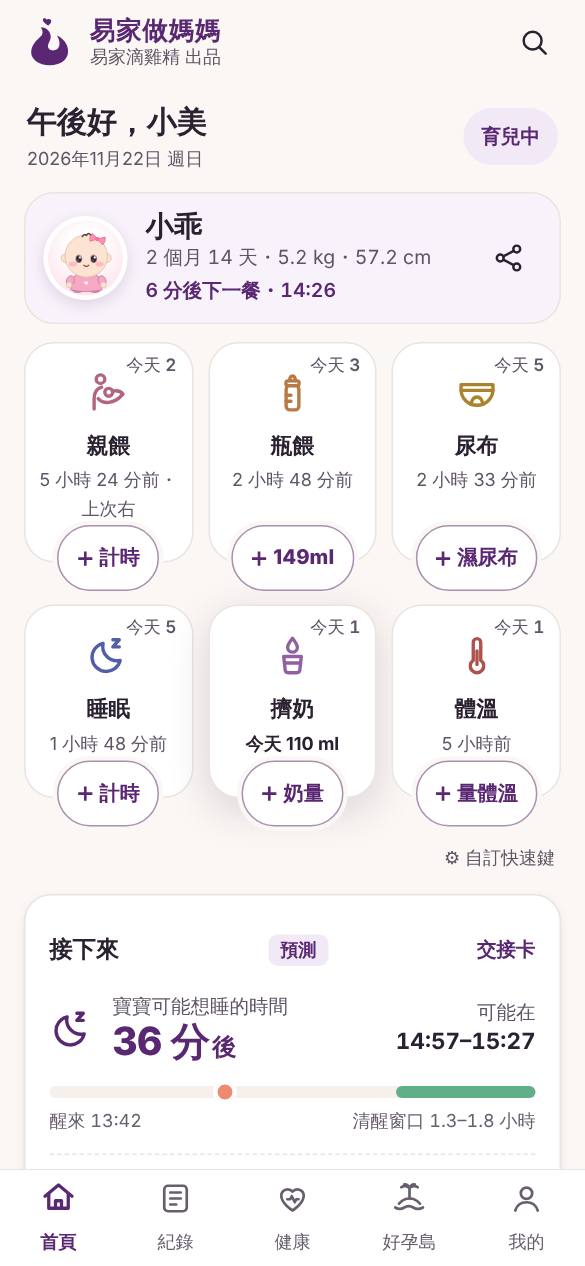 易家做媽媽
易家滴雞精 出品
午後好，小美
2026年11月22日 週日
育兒中
小乖
2 個月 14 天・5.2 kg・57.2 cm
6 分後下一餐・14:26
今天 2
親餵
5 小時 24 分前・
上次右
+ 計時
今天 3
瓶餵
2 小時 48 分前
+ 149ml
今天 5
尿布
2 小時 33 分前
+ 濕尿布
今天 5
睡眠
1 小時 48 分前
+ 計時
今天 1
擠奶
今天 110 ml
+ 奶量
今天 1
體溫
5 小時前
+ 量體溫
⚙ 自訂快速鍵
接下來
預測
交接卡
寶寶可能想睡的時間
36 分後
可能在
14:57–15:27
醒來 13:42
清醒窗口 1.3–1.8 小時
首頁
紀錄
健康
好孕島
我的